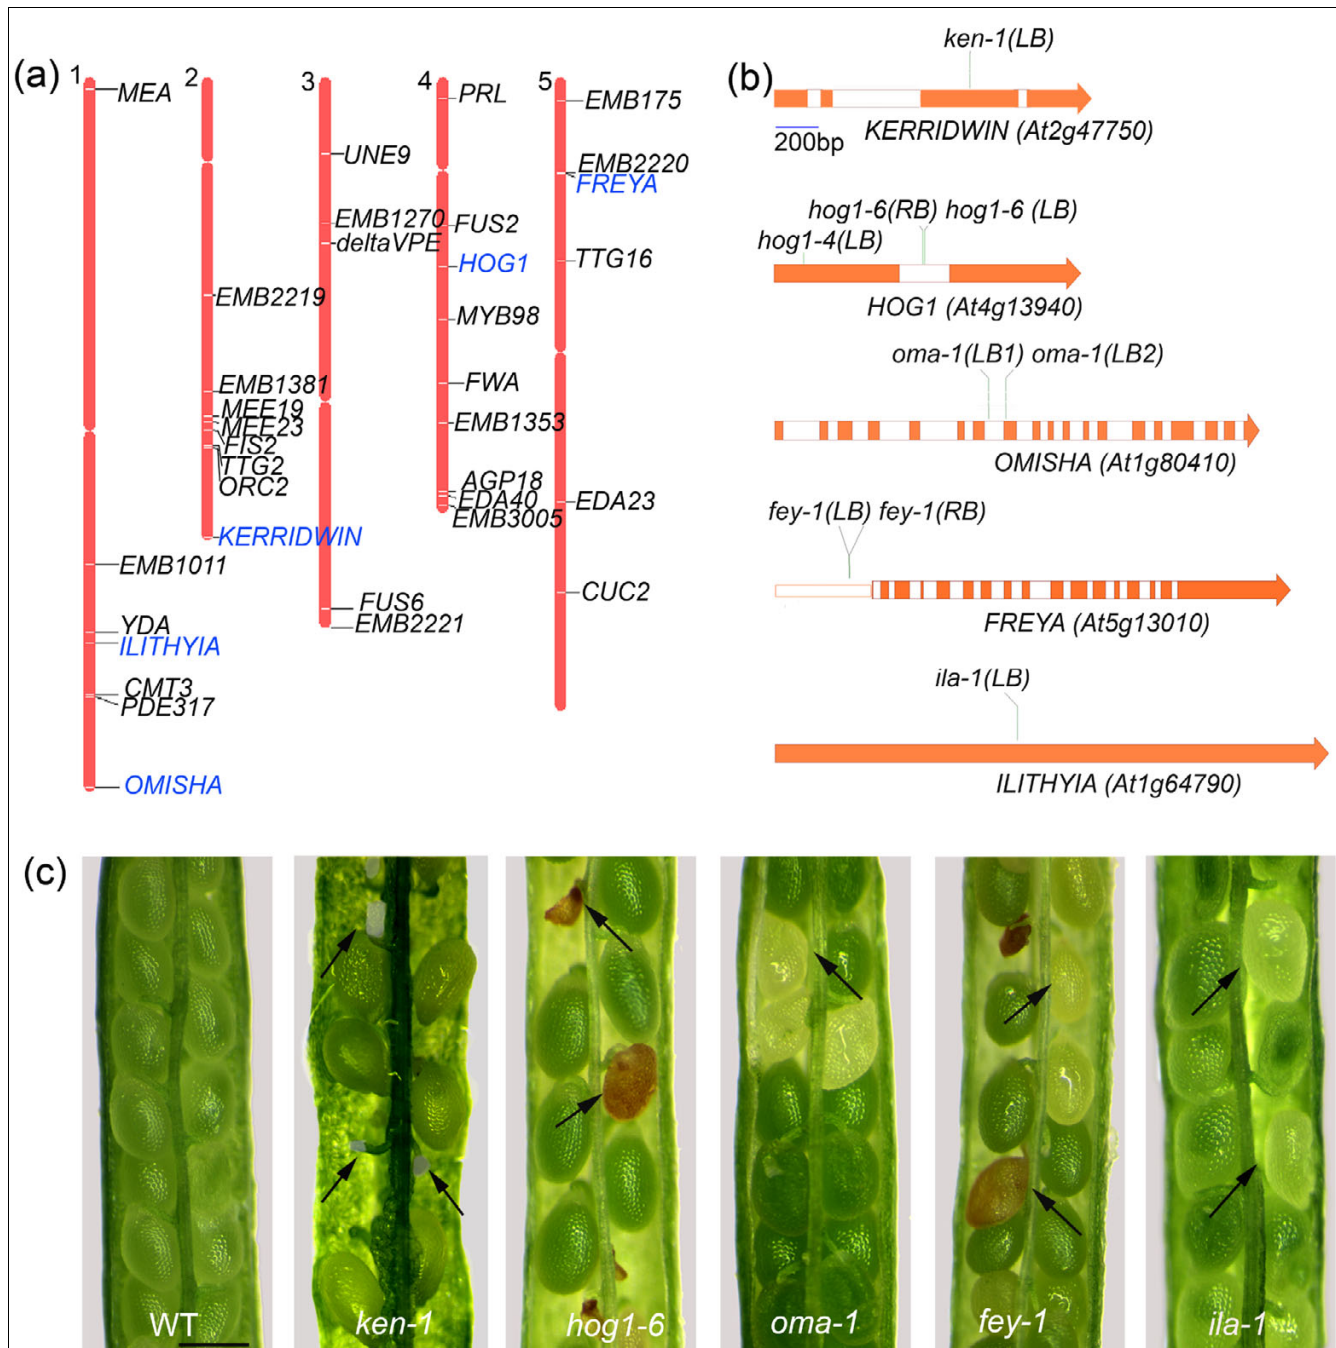 (a)
1
2
3
4
5
MEA
EMB1011
YDA
ILITHYIA
CMT3
PDE317
OMISHA
EMB2219
EMB1381
MEE19
MEE23
FIS2
TTG2
ORC2
KERRIDWIN
UNE9
EMB1270
deltaVPE
FUS6
EMB2221
PRL
FUS2
HOG1
MYB98
FWA
EMB1353
AGP18
EDA40
EMB3005
EMB175
EMB2220
FREYA
TTG16
EDA23
CUC2
(b)
ken-1(LB)
200bp
KERRIDWIN (At2g47750)
hog1-6(RB) hog1-6 (LB)
hog1-4(LB)
HOG1 (At4g13940)
oma-1(LB1) oma-1(LB2)
OMISHA (At1g80410)
fey-1(LB) fey-1(RB)
FREYA (At5g13010)
ila-1(LB)
ILITHYIA (At1g64790)
(c)
WT
ken-1
hog1-6
oma-1
fey-1
ila-1